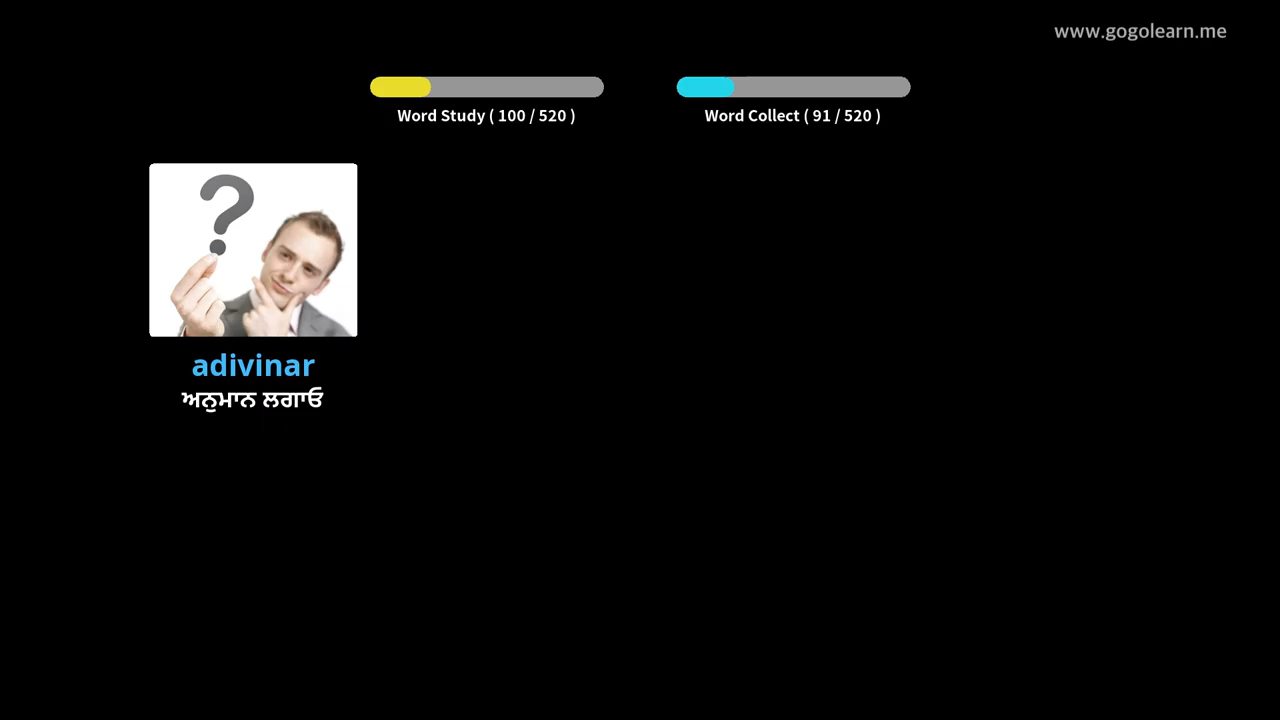 www.gogolearn.me
Word Study ( 100 / 520 )
Word Collect ( 91 / 520 )
?
adivinar
ਅਨੁਮਾਨ ਲਗਾਓ